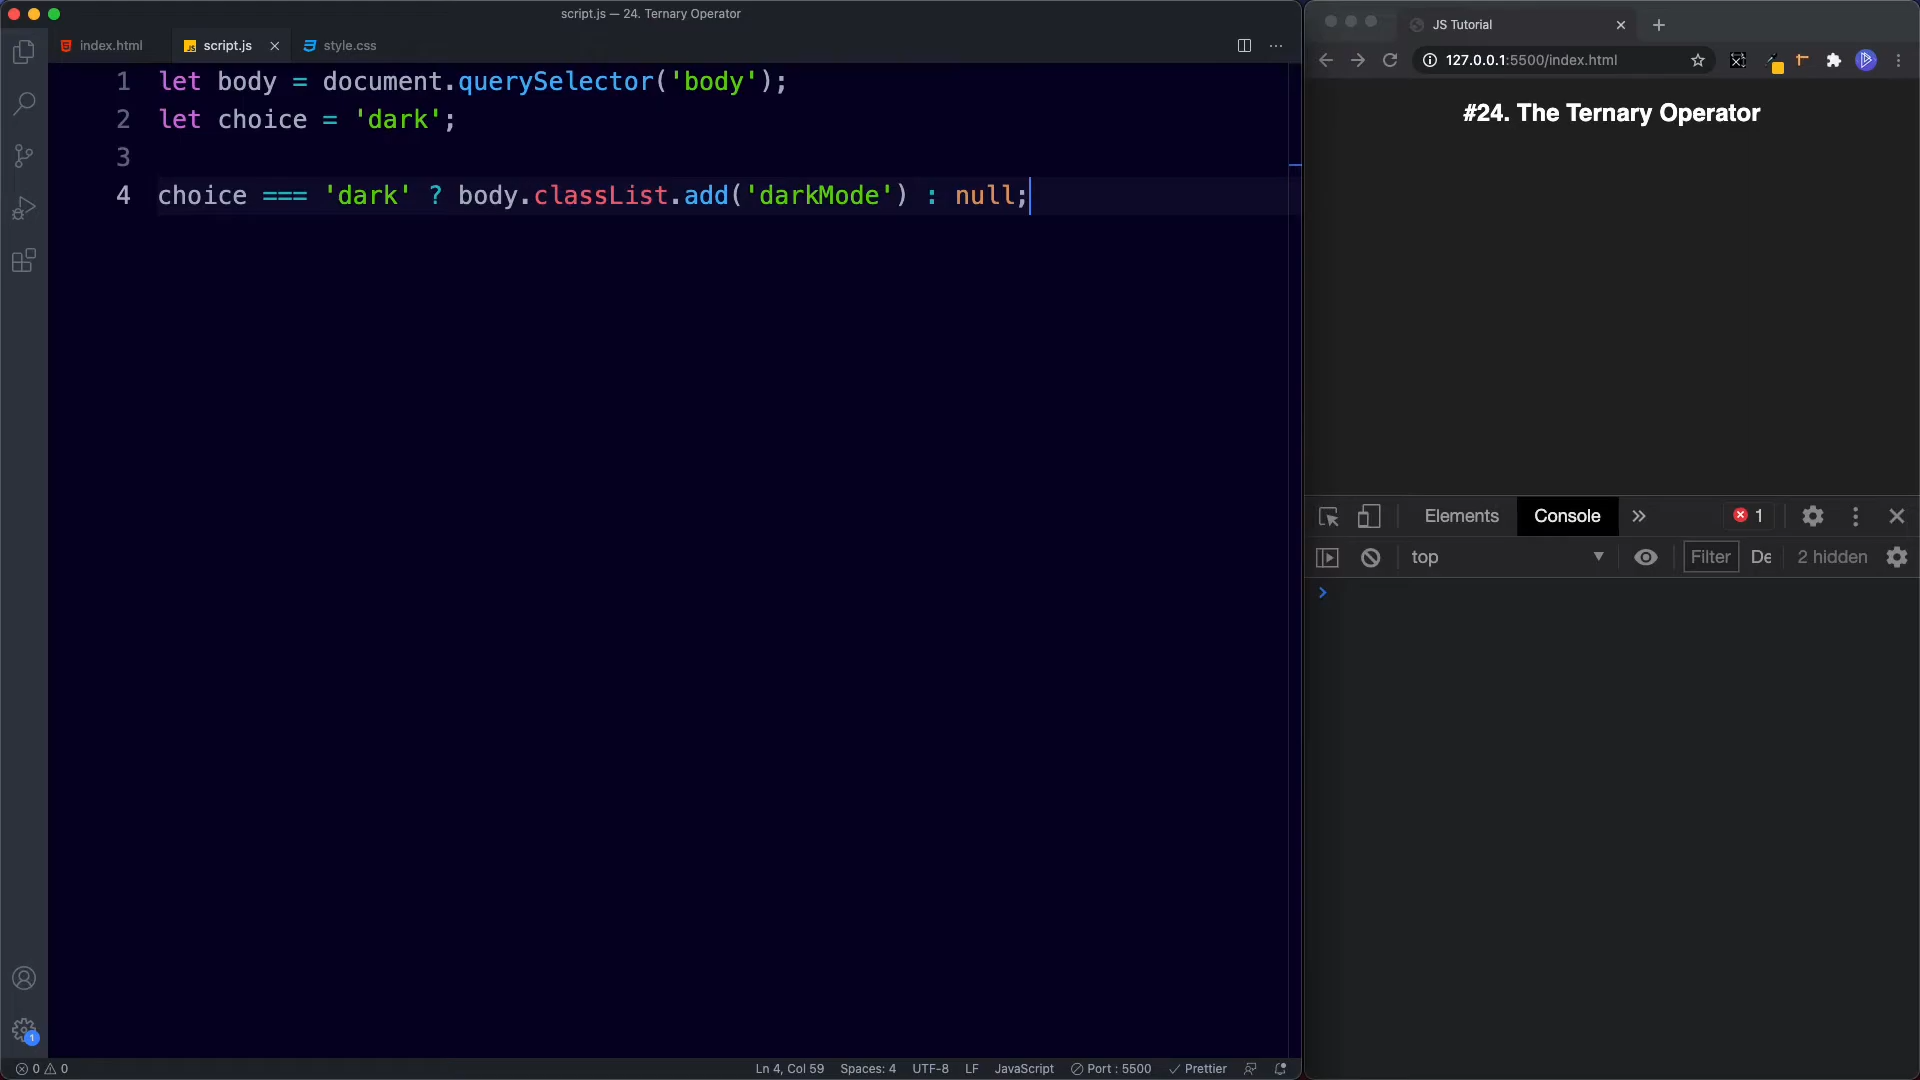 script.js — 24. Ternary Operator
index.html
script.js
style.css
1 let body = document.querySelector('body');
2 let choice = 'dark';
3
4 choice === 'dark' ? body.classList.add('darkMode') : null;
1
0 0
Ln 4, Col 59 Spaces: 4 UTF-8 LF JavaScript Port : 5500 Prettier
JS Tutorial
127.0.0.1:5500/index.html
#24. The Ternary Operator
Elements Console 1
top Filter De 2 hidden